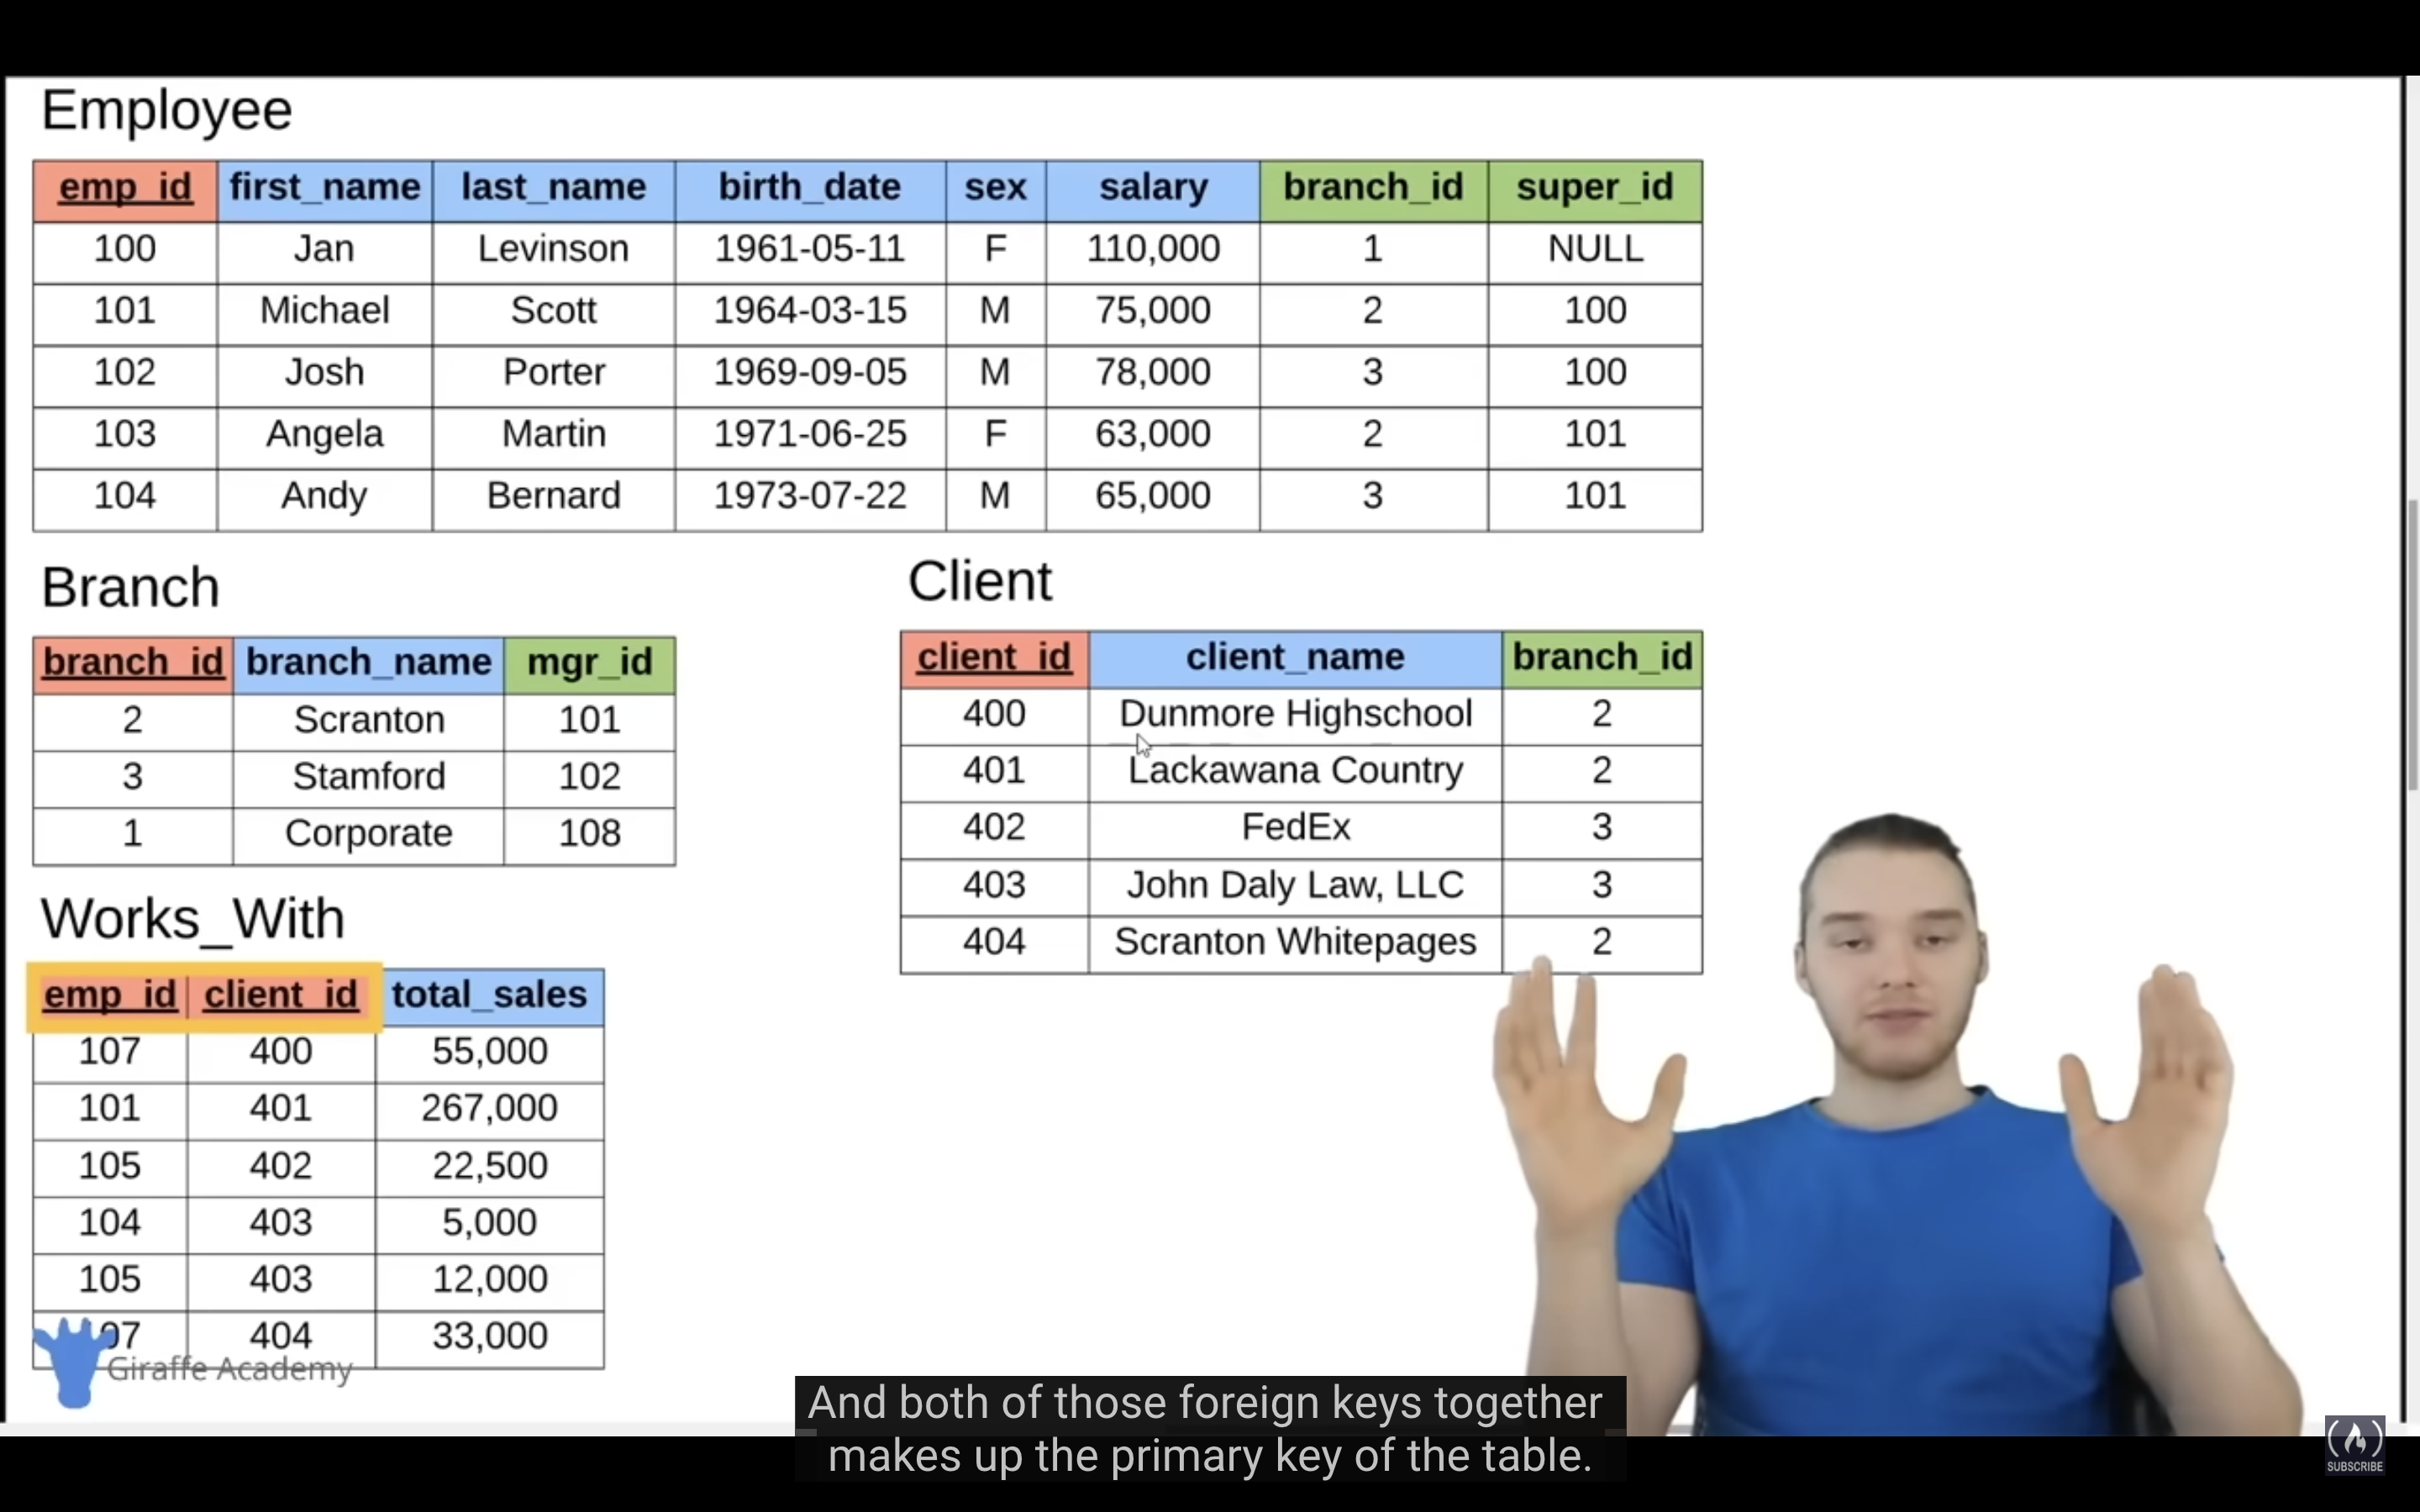 Employee
emp_id first_name last_name birth_date sex salary branch_id super_id
100 Jan Levinson 1961-05-11 F 110,000 1 NULL
101 Michael Scott 1964-03-15 M 75,000 2 100
102 Josh Porter 1969-09-05 M 78,000 3 100
103 Angela Martin 1971-06-25 F 63,000 2 101
104 Andy Bernard 1973-07-22 M 65,000 3 101
Branch
branch_id branch_name mgr_id
2 Scranton 101
3 Stamford 102
1 Corporate 108
Client
client_id client_name branch_id
400 Dunmore Highschool 2
401 Lackawana Country 2
402 FedEx 3
403 John Daly Law, LLC 3
404 Scranton Whitepages 2
Works_With
emp_id client_id total_sales
107 400 55,000
101 401 267,000
105 402 22,500
104 403 5,000
105 403 12,000
07 404 33,000
Giraffe Academy
And both of those foreign keys together
makes up the primary key of the table.
SUBSCRIBE